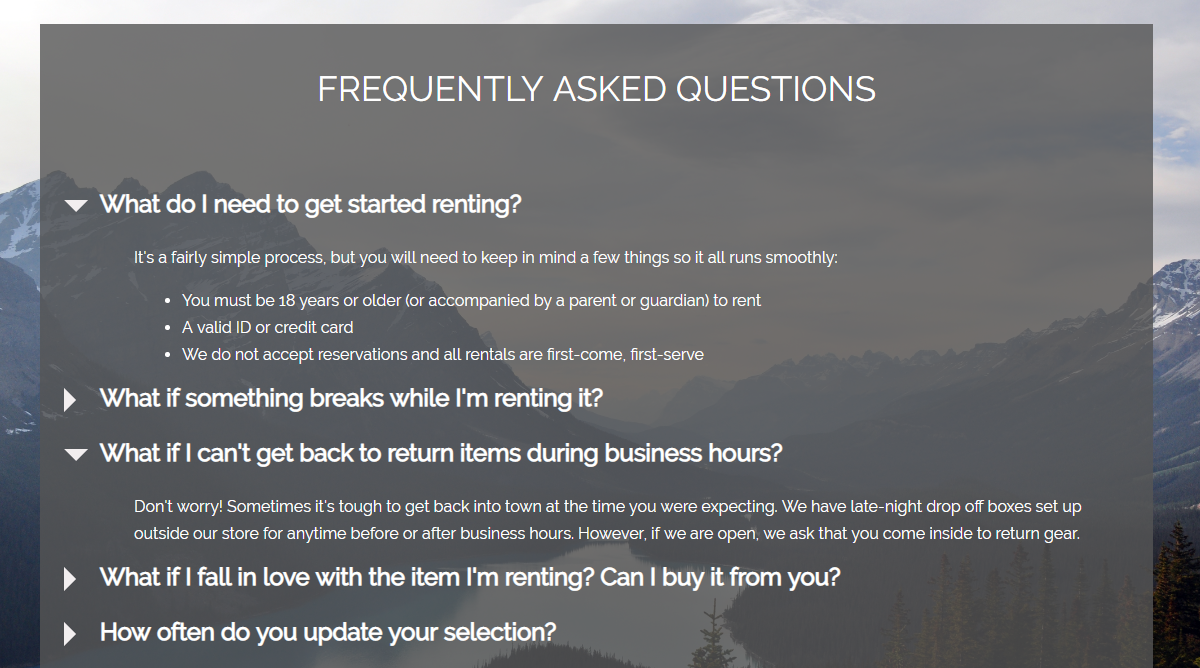 FREQUENTLY ASKED QUESTIONS
What do I need to get started renting?
It's a fairly simple process, but you will need to keep in mind a few things so it all runs smoothly:
• You must be 18 years or older (or accompanied by a parent or guardian) to rent
• A valid ID or credit card
• We do not accept reservations and all rentals are first-come, first-serve
What if something breaks while I'm renting it?
What if I can't get back to return items during business hours?
Don't worry! Sometimes it's tough to get back into town at the time you were expecting. We have late-night drop off boxes set up
outside our store for anytime before or after business hours. However, if we are open, we ask that you come inside to return gear.
What if I fall in love with the item I'm renting? Can I buy it from you?
How often do you update your selection?